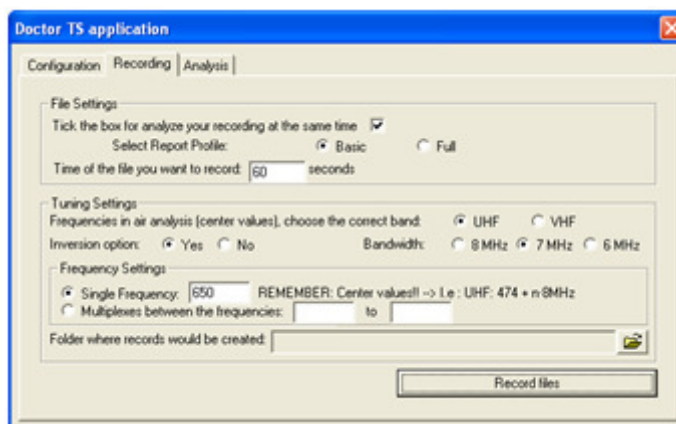 Doctor TS application
Configuration Recording Analysis
File Settings
Tick the box for analyze your recording at the same time
Select Report Profile: Basic Full
Time of the file you want to record: 60 seconds
Tuning Settings
Frequencies in air analysis (center values), choose the correct band: UHF VHF
Inversion option: Yes No Bandwidth: 8 MHz 7 MHz 6 MHz
Frequency Settings
Single Frequency: 650 REMEMBER: Center values!! --> I.e : UHF: 474 + n·8MHz
Multiplexes between the frequencies: to
Folder where records would be created:
Record files